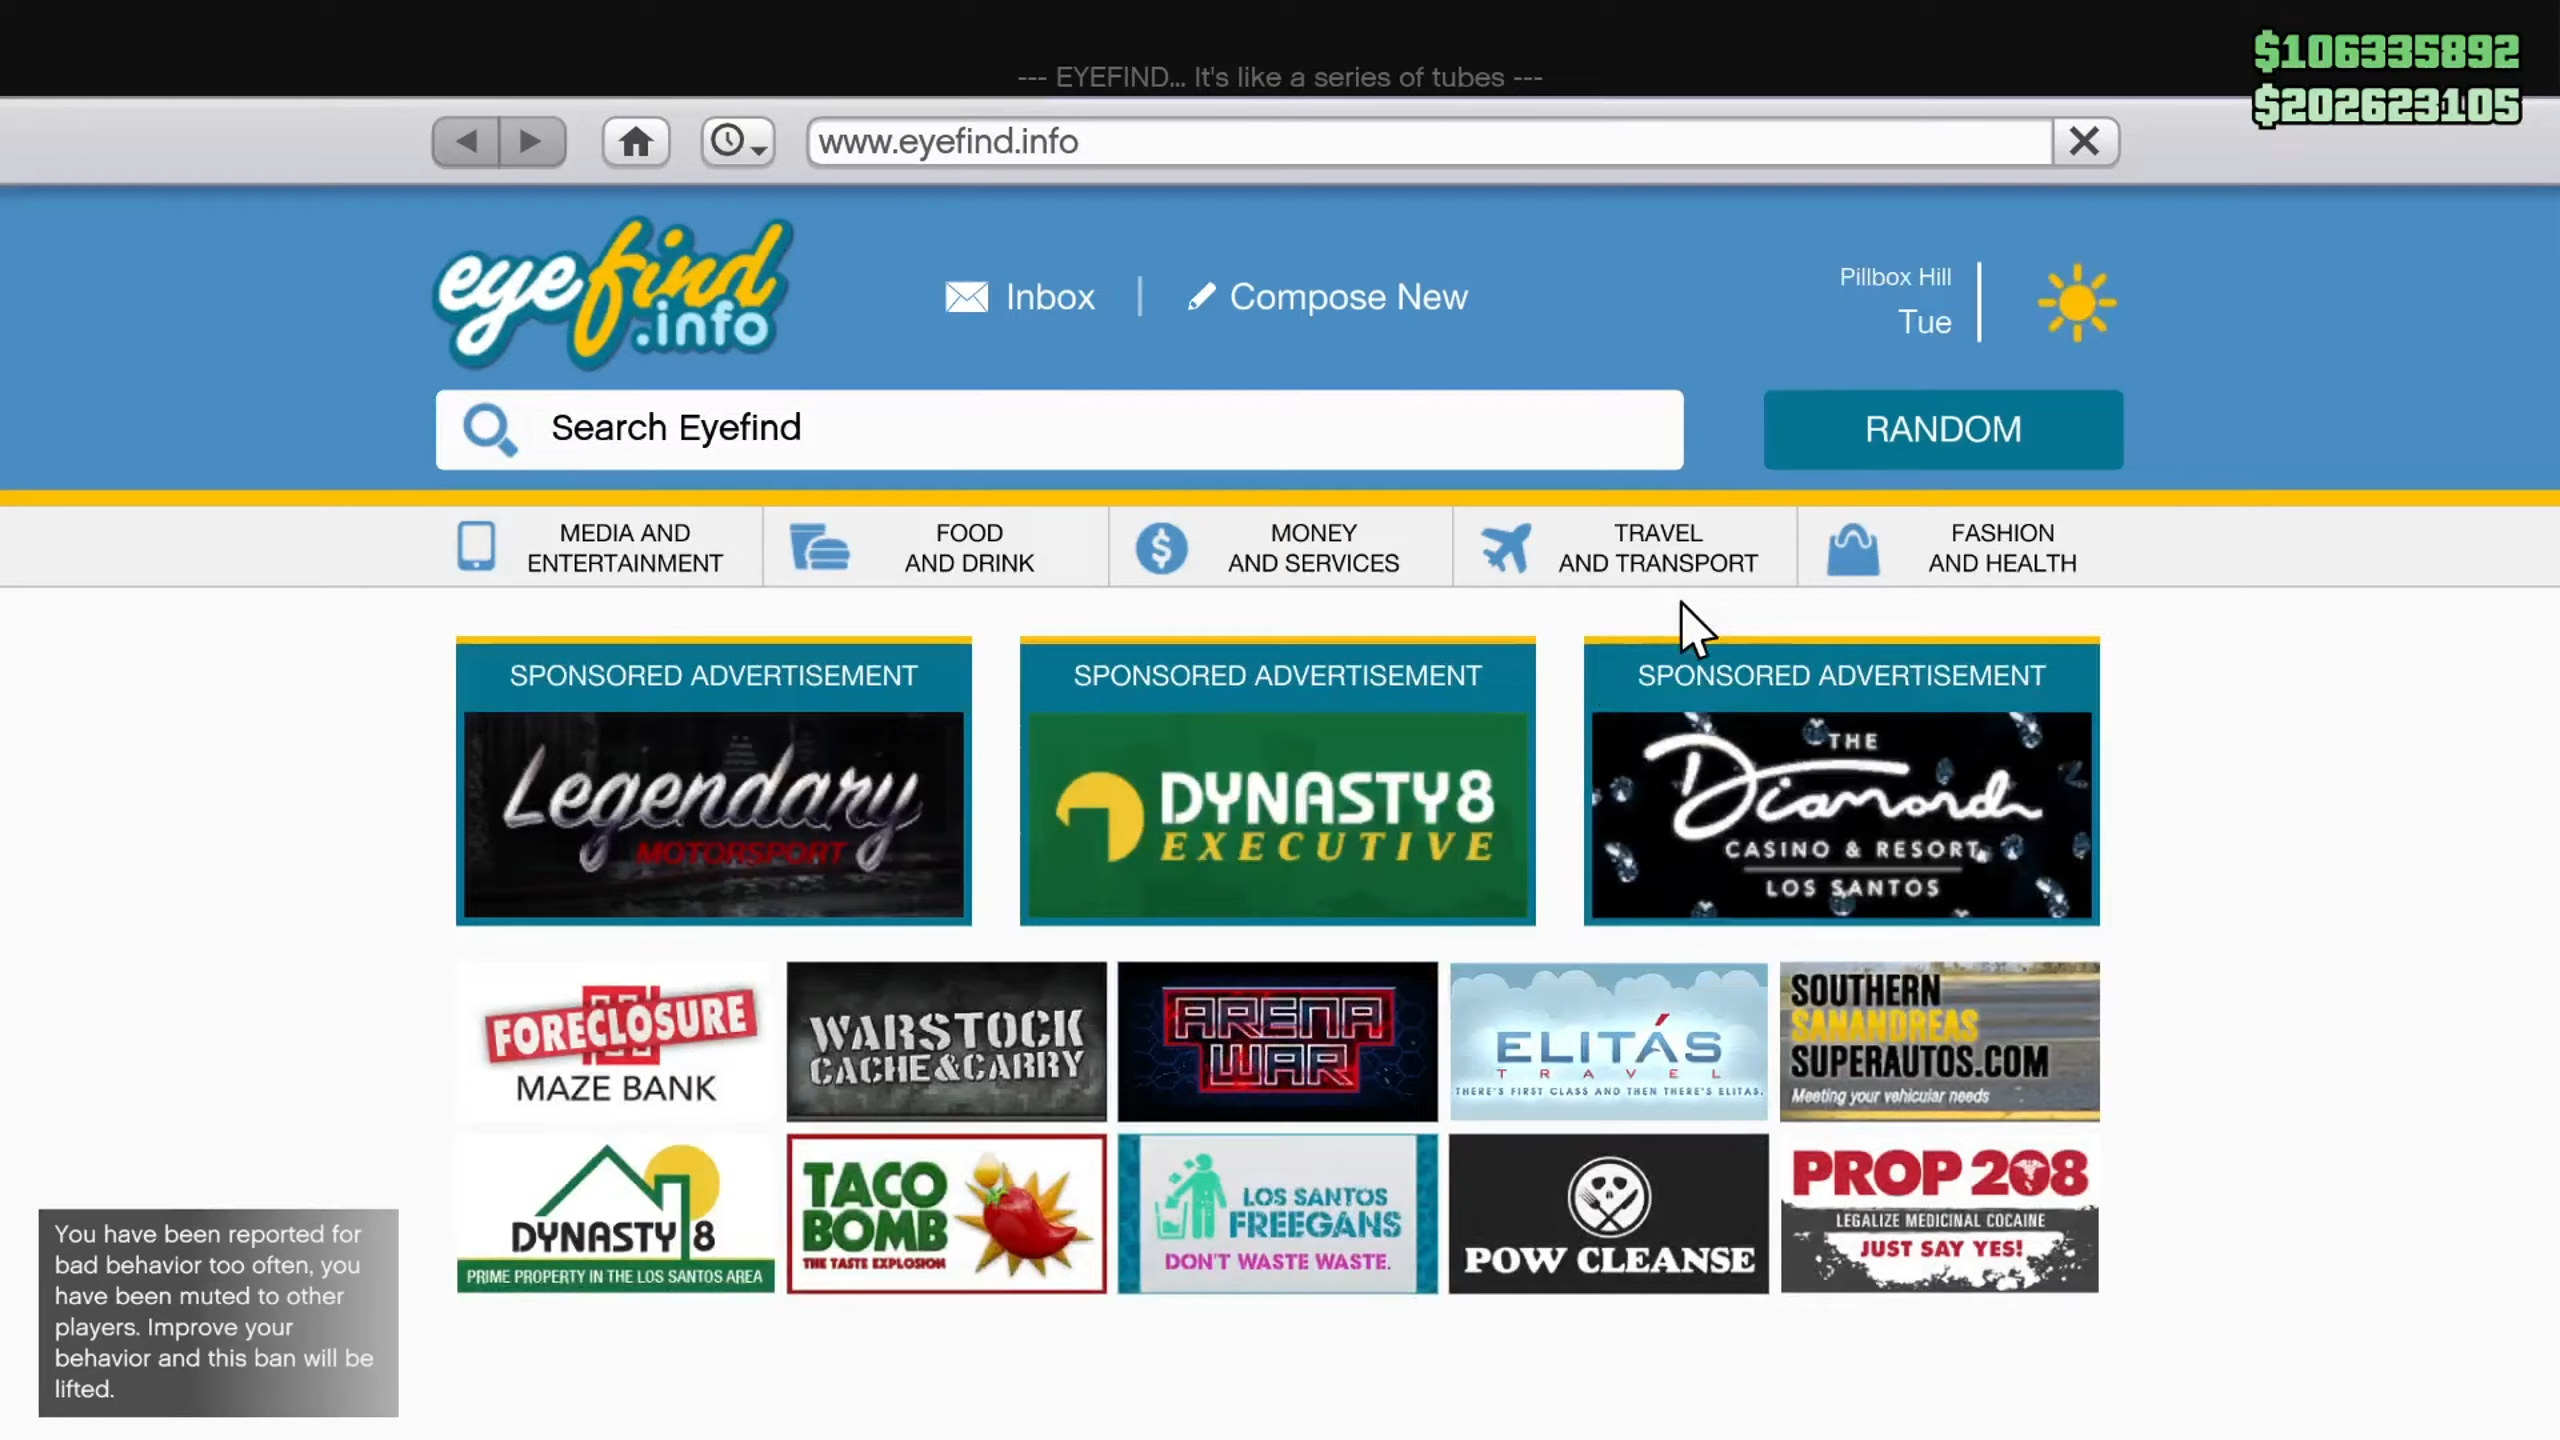 --- EYEFIND... It's like a series of tubes ---
$106335892
$202623105
www.eyefind.info
eyefind
.info
Inbox
Compose New
Pillbox Hill
Tue
Search Eyefind
RANDOM
MEDIA AND
ENTERTAINMENT
FOOD
AND DRINK
MONEY
AND SERVICES
TRAVEL
AND TRANSPORT
FASHION
AND HEALTH
SPONSORED ADVERTISEMENT
Legendary
MOTORSPORT
SPONSORED ADVERTISEMENT
DYNASTY 8
EXECUTIVE
SPONSORED ADVERTISEMENT
THE
Diamond
CASINO & RESORT
LOS SANTOS
FORECLOSURE
MAZE BANK
WARSTOCK
CACHE & CARRY
ARENA
WAR
ELITÁS
TRAVEL
THERE'S FIRST CLASS AND THEN THERE'S ELITAS.
SOUTHERN
SANANDREAS
SUPERAUTOS.COM
Meeting your vehicular needs
DYNASTY 8
PRIME PROPERTY IN THE LOS SANTOS AREA
TACO
BOMB
THE TASTE EXPLOSION
LOS SANTOS
FREEGANS
DON'T WASTE WASTE.
POW CLEANSE
PROP 208
LEGALIZE MEDICINAL COCAINE
JUST SAY YES!
You have been reported for
bad behavior too often, you
have been muted to other
players. Improve your
behavior and this ban will be
lifted.